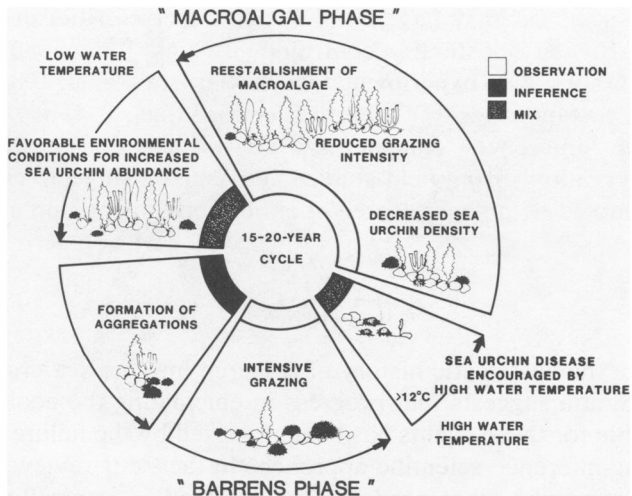 " MACROALGAL PHASE "
LOW WATER
TEMPERATURE
REESTABLISHMENT OF
MACROALGAE
OBSERVATION
INFERENCE
MIX
REDUCED GRAZING
INTENSITY
FAVORABLE ENVIRONMENTAL
CONDITIONS FOR INCREASED
SEA URCHIN ABUNDANCE
DECREASED SEA
URCHIN DENSITY
15-20-YEAR
CYCLE
FORMATION OF
AGGREGATIONS
INTENSIVE
GRAZING
SEA URCHIN DISEASE
ENCOURAGED BY
HIGH WATER TEMPERATURE
>12°C
HIGH WATER
TEMPERATURE
" BARRENS PHASE "